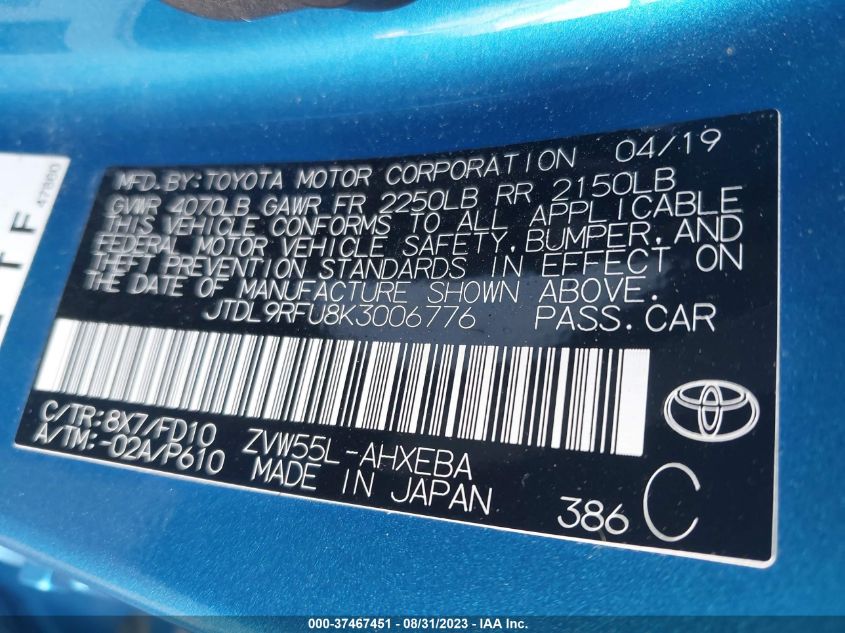 MFD.BY:TOYOTA MOTOR CORPORATION 04/19
GVWR 4070LB GAWR FR 2250LB RR 2150LB
THIS VEHICLE CONFORMS TO ALL APPLICABLE
FEDERAL MOTOR VEHICLE SAFETY, BUMPER, AND
THEFT PREVENTION STANDARDS IN EFFECT ON
THE DATE OF MANUFACTURE SHOWN ABOVE.
JTDL9RFU8K3006776 PASS.CAR
C/TR:8X7/FD10 ZVW55L-AHXEBA
A/TM:-02A/P610 MADE IN JAPAN
386 C
47860
TF
000-37467451 - 08/31/2023 - IAA Inc.